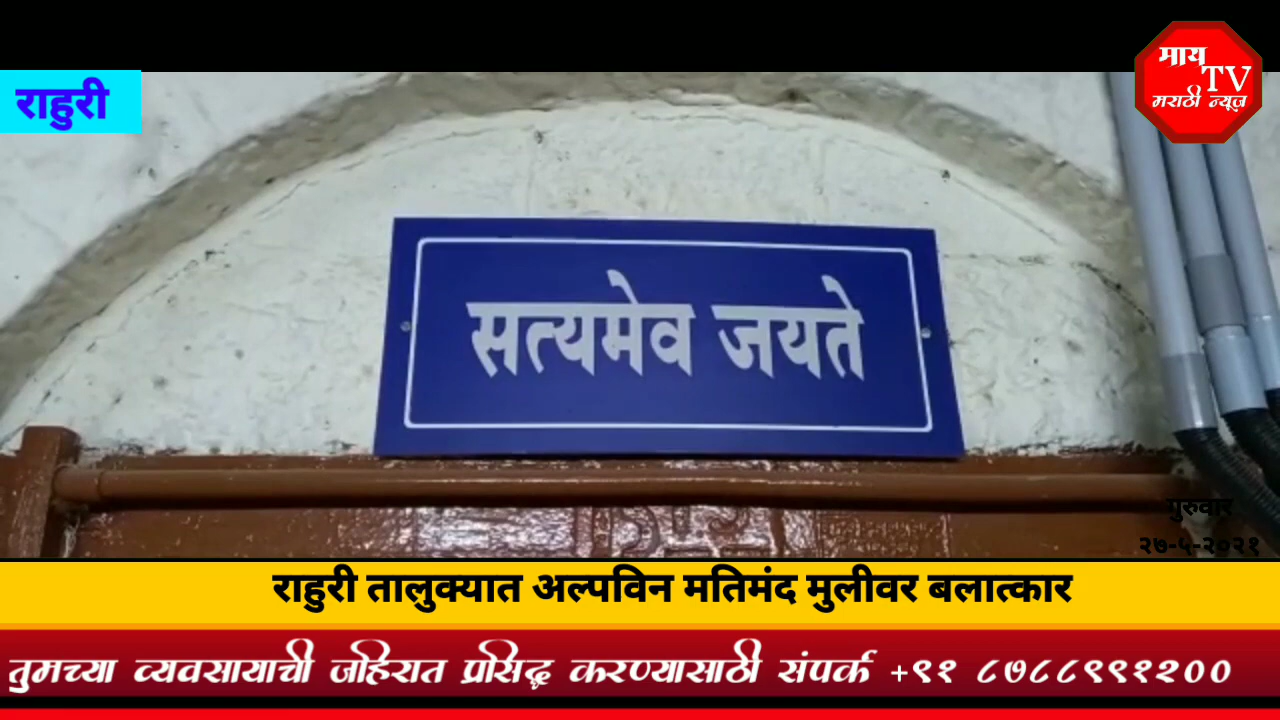 राहुरी
माय
TV
मराठी न्यूज़
सत्यमेव जयते
गुरुवार
२७-५-२०२१
राहुरी तालुक्यात अल्पविन मतिमंद मुलीवर बलात्कार
तुमच्या व्यवसायाची जहिरात प्रसिद्ध करण्यासाठी संपर्क +९१ ८७८८९९१२००